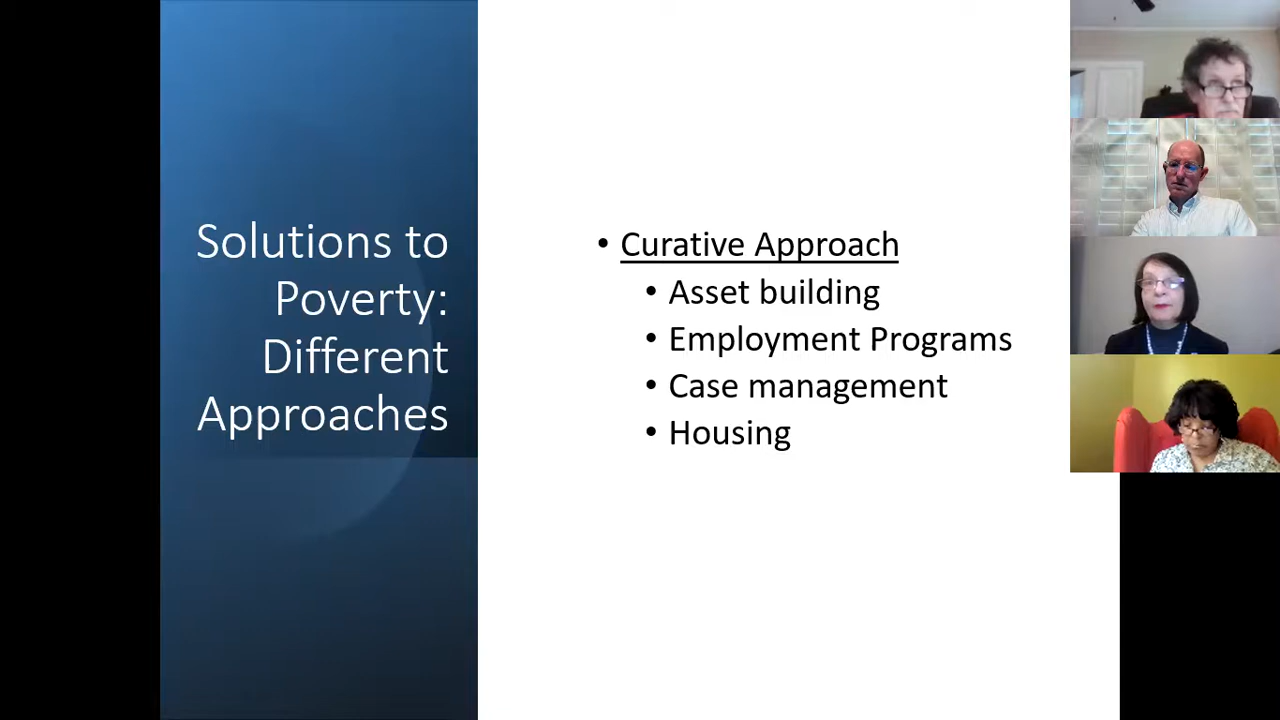 Solutions to
Poverty:
Different
Approaches
• Curative Approach
• Asset building
• Employment Programs
• Case management
• Housing